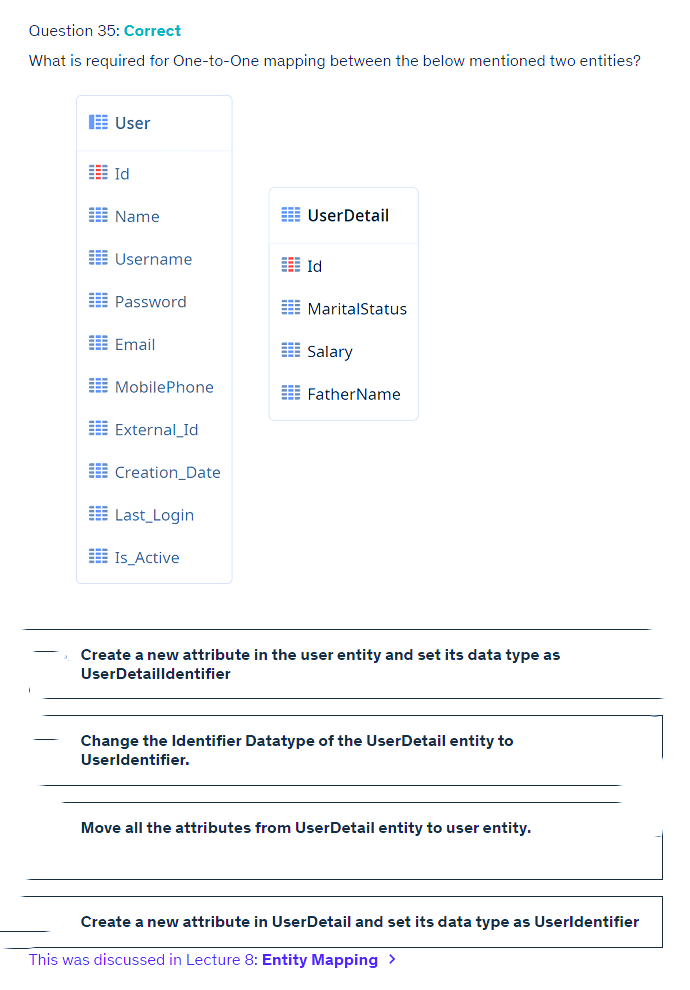 Question 35: Correct
What is required for One-to-One mapping between the below mentioned two entities?
User
Id
Name
Username
Password
Email
MobilePhone
External_Id
Creation_Date
Last_Login
Is_Active
UserDetail
Id
MaritalStatus
Salary
FatherName
Create a new attribute in the user entity and set its data type as
UserDetailIdentifier
Change the Identifier Datatype of the UserDetail entity to
UserIdentifier.
Move all the attributes from UserDetail entity to user entity.
Create a new attribute in UserDetail and set its data type as UserIdentifier
This was discussed in Lecture 8: Entity Mapping >